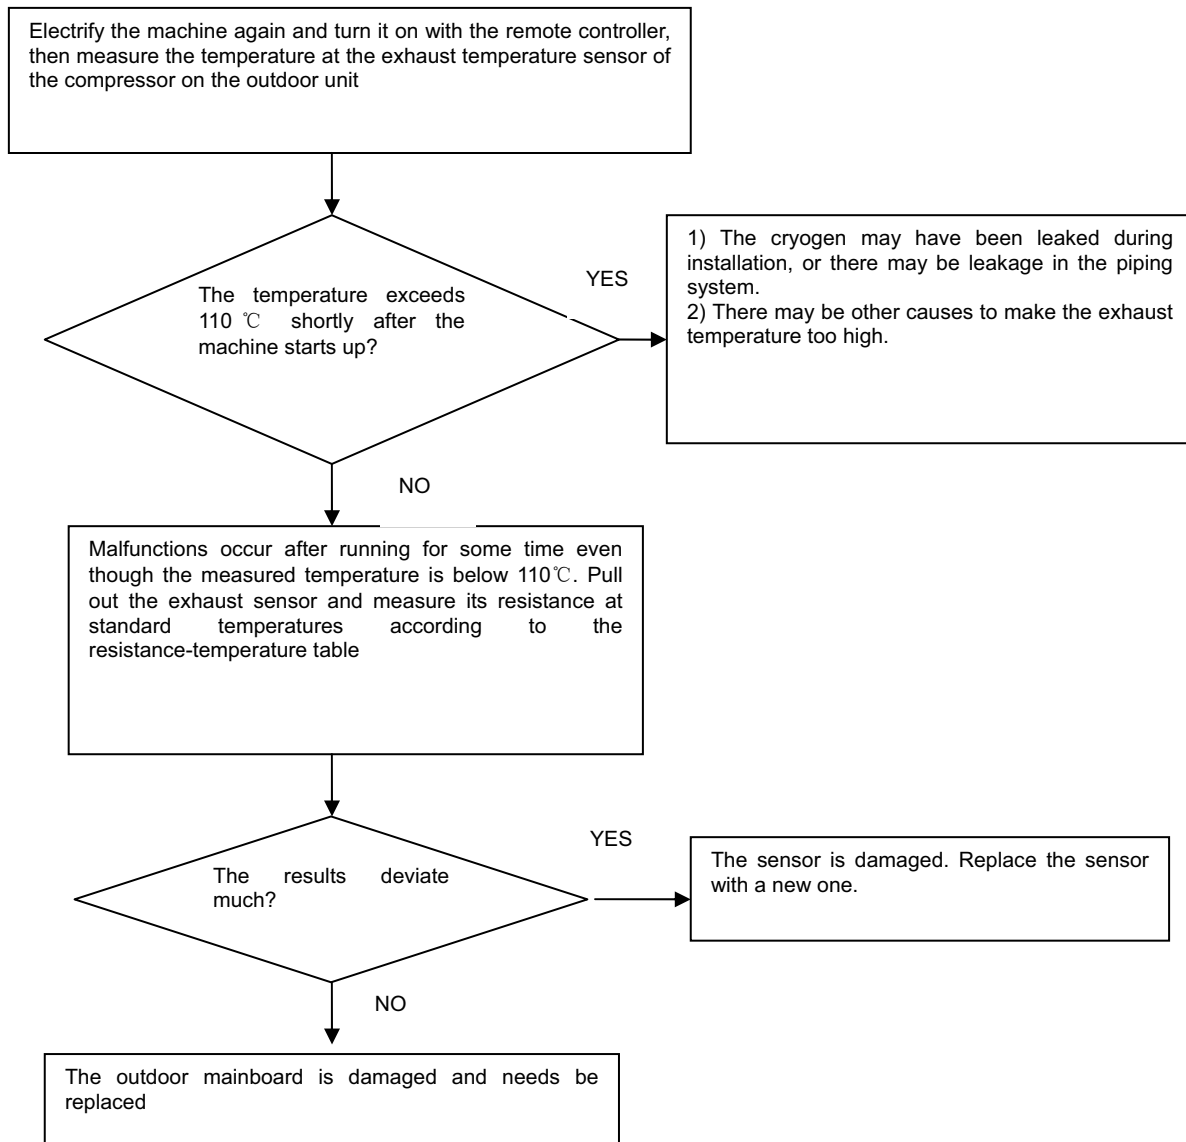 Electrify the machine again and turn it on with the remote controller,
then measure the temperature at the exhaust temperature sensor of
the compressor on the outdoor unit
The temperature exceeds
110 ℃ shortly after the
machine starts up?
YES
1) The cryogen may have been leaked during
installation, or there may be leakage in the piping
system.
2) There may be other causes to make the exhaust
temperature too high.
NO
Malfunctions occur after running for some time even
though the measured temperature is below 110℃. Pull
out the exhaust sensor and measure its resistance at
standard temperatures according to the
resistance-temperature table
The results deviate
much?
YES
The sensor is damaged. Replace the sensor
with a new one.
NO
The outdoor mainboard is damaged and needs be
replaced